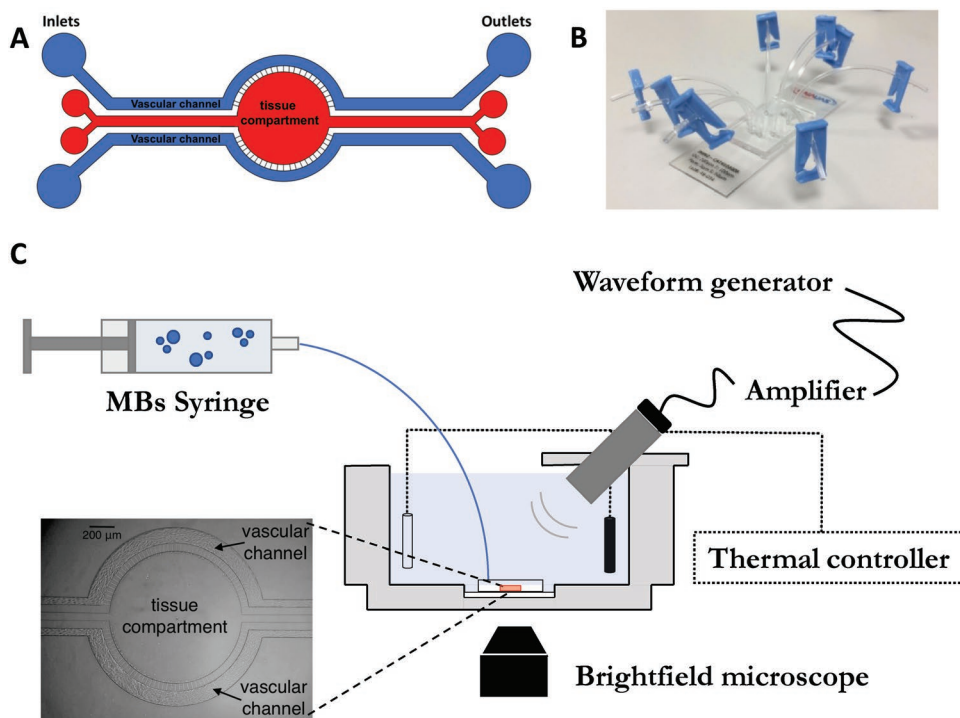 A
Inlets
Outlets
Vascular channel
tissue
compartment
Vascular channel
B
C
Waveform generator
Amplifier
MBs Syringe
Thermal controller
Brightfield microscope
200 μm
vascular
channel
tissue
compartment
vascular
channel